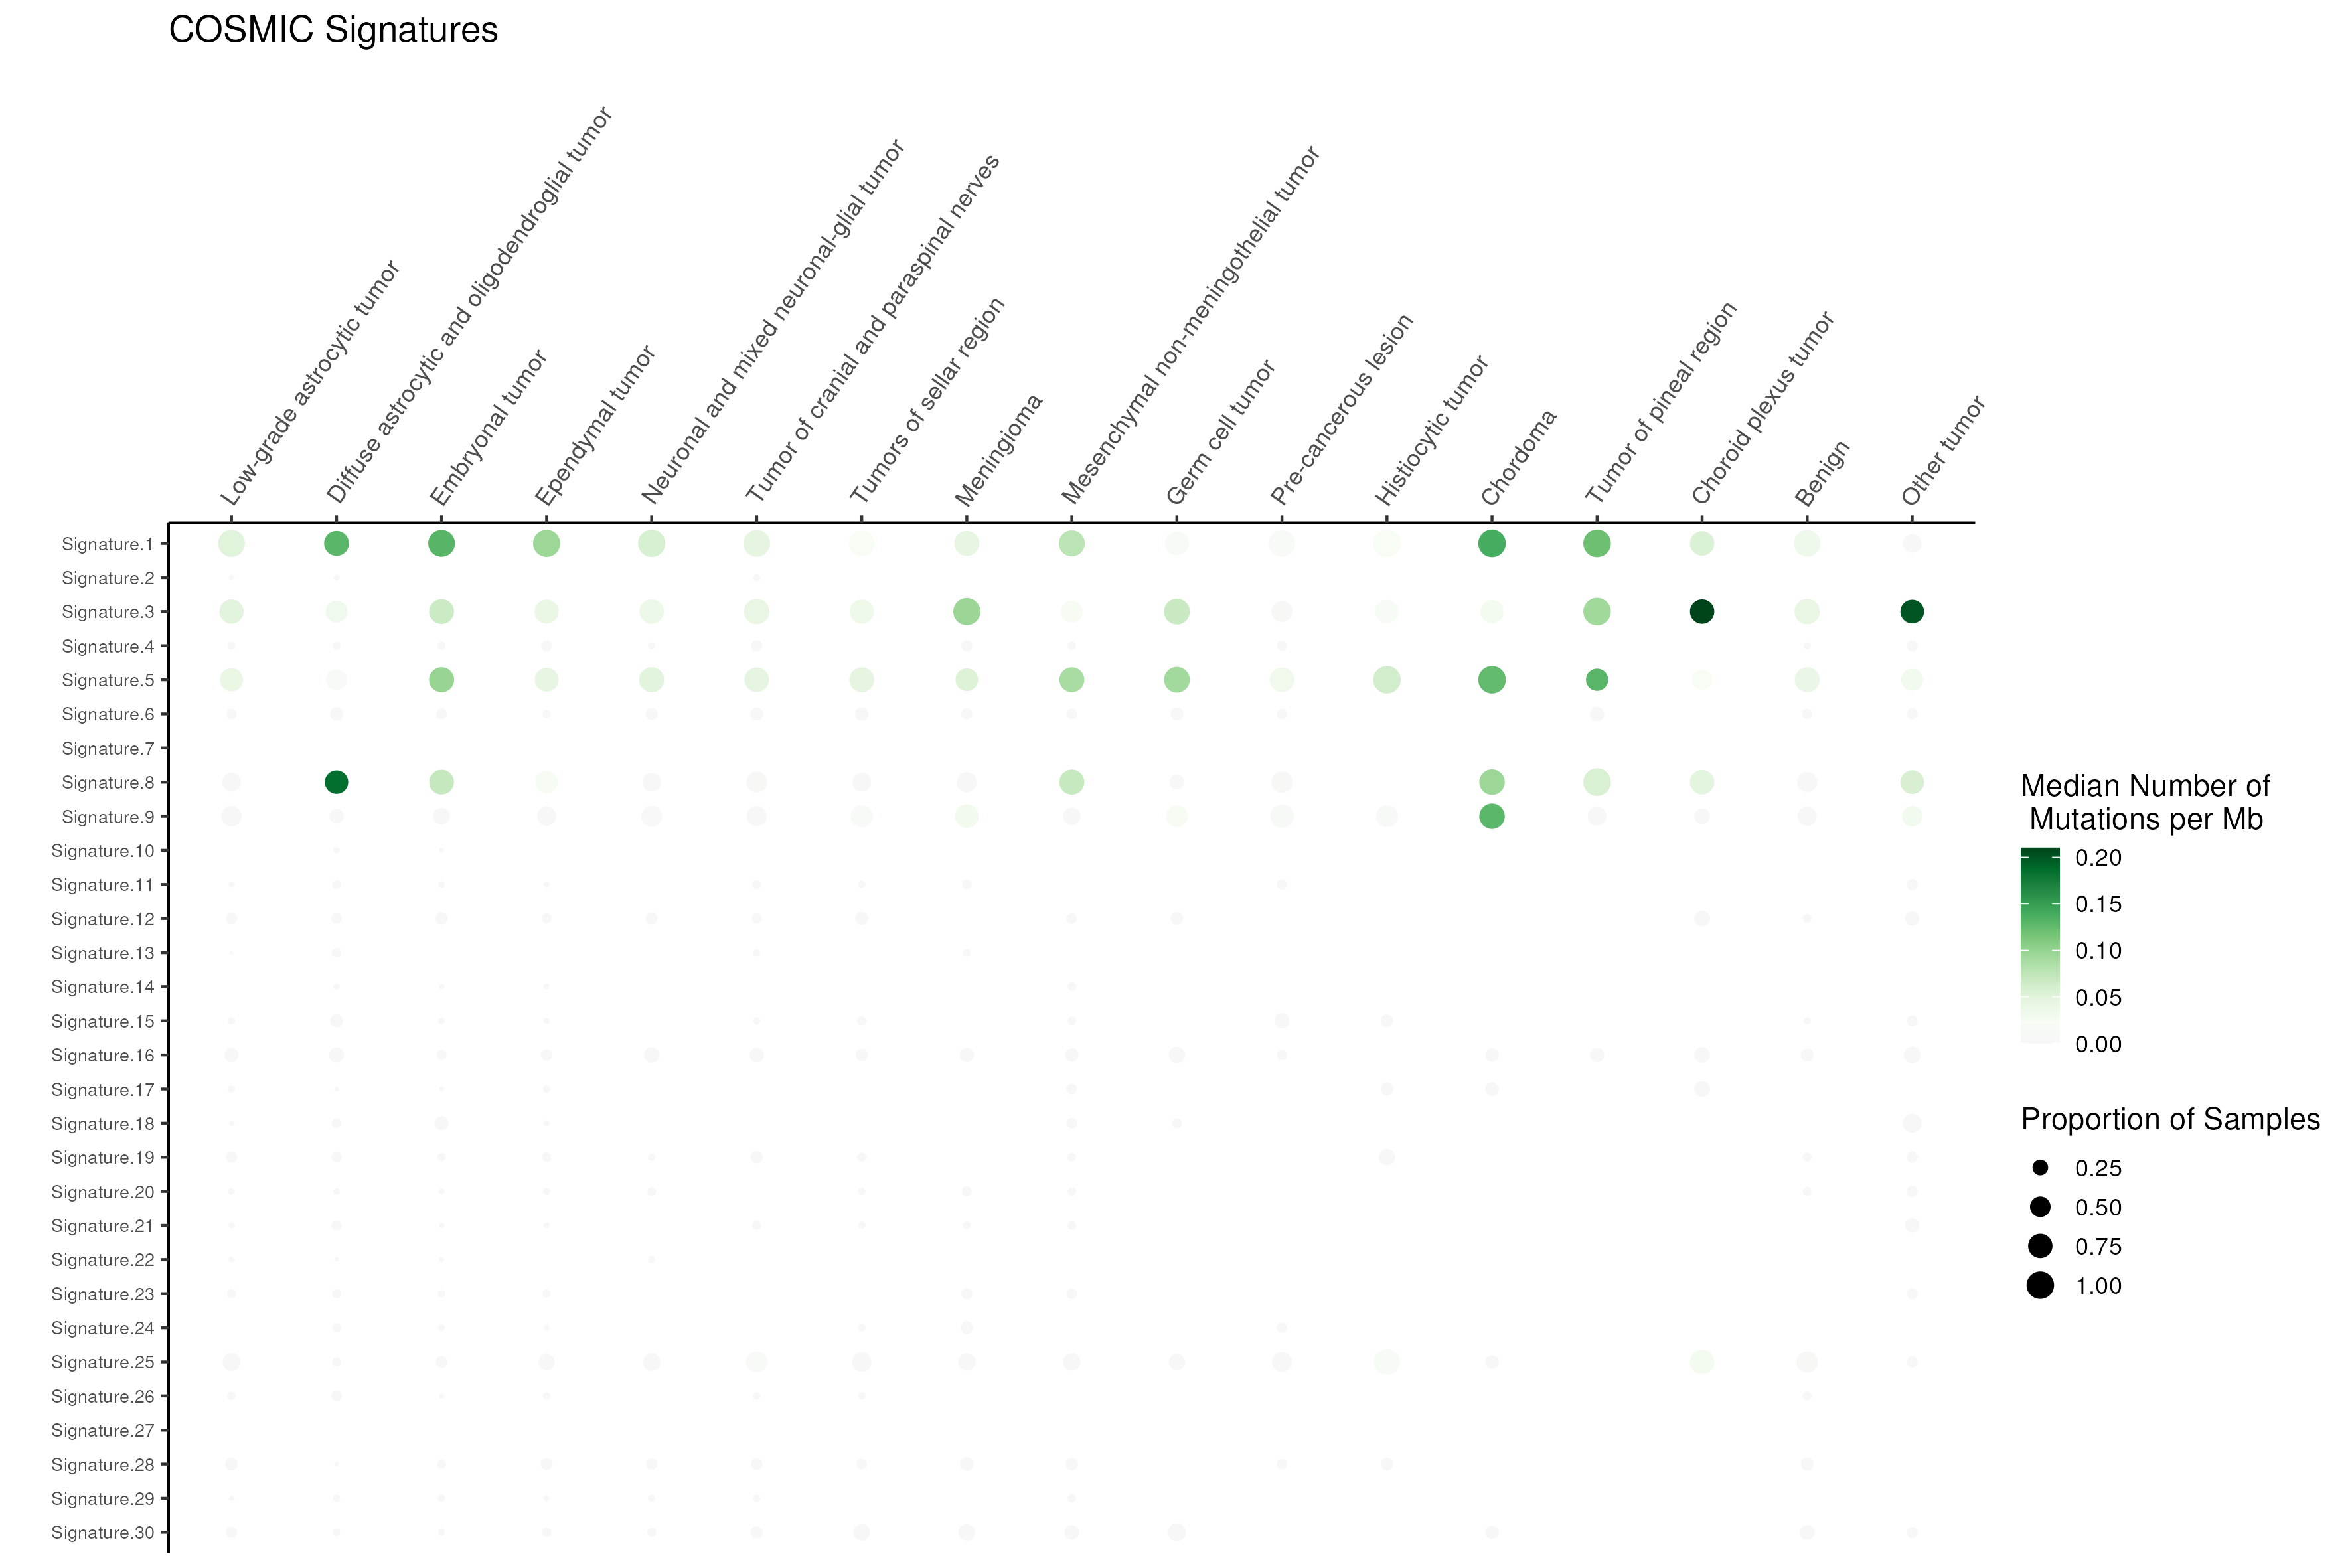 COSMIC Signatures
Low-grade astrocytic tumor
Diffuse astrocytic and oligodendroglial tumor
Embryonal tumor
Ependymal tumor
Neuronal and mixed neuronal-glial tumor
Tumor of cranial and paraspinal nerves
Tumors of sellar region
Meningioma
Mesenchymal non-meningothelial tumor
Germ cell tumor
Pre-cancerous lesion
Histiocytic tumor
Chordoma
Tumor of pineal region
Choroid plexus tumor
Benign
Other tumor
Signature.1
Signature.2
Signature.3
Signature.4
Signature.5
Signature.6
Signature.7
Signature.8
Signature.9
Signature.10
Signature.11
Signature.12
Signature.13
Signature.14
Signature.15
Signature.16
Signature.17
Signature.18
Signature.19
Signature.20
Signature.21
Signature.22
Signature.23
Signature.24
Signature.25
Signature.26
Signature.27
Signature.28
Signature.29
Signature.30
Median Number of
Mutations per Mb
0.20
0.15
0.10
0.05
0.00
Proportion of Samples
0.25
0.50
0.75
1.00